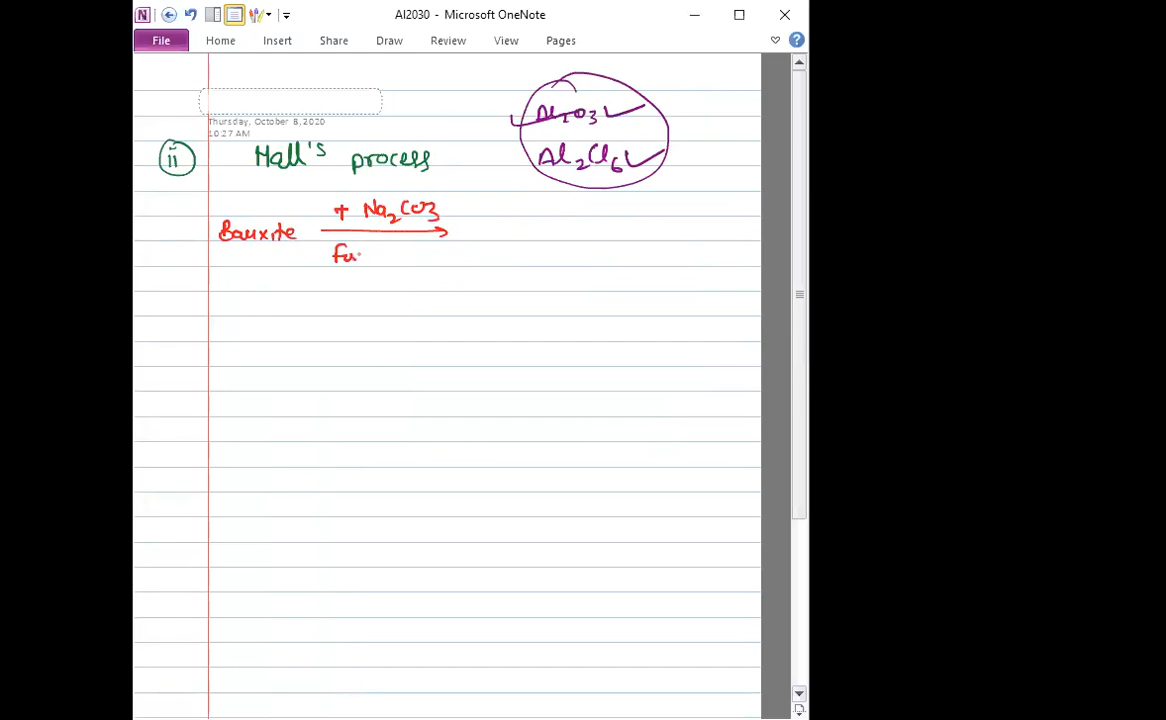 AI2030 - Microsoft OneNote
File Home Insert Share Draw Review View Pages
Al2O3
Thursday, October 8, 2020
10:27 AM
ii Hall's process
Al2Cl6
+ Na2CO3
Bauxite
Fu